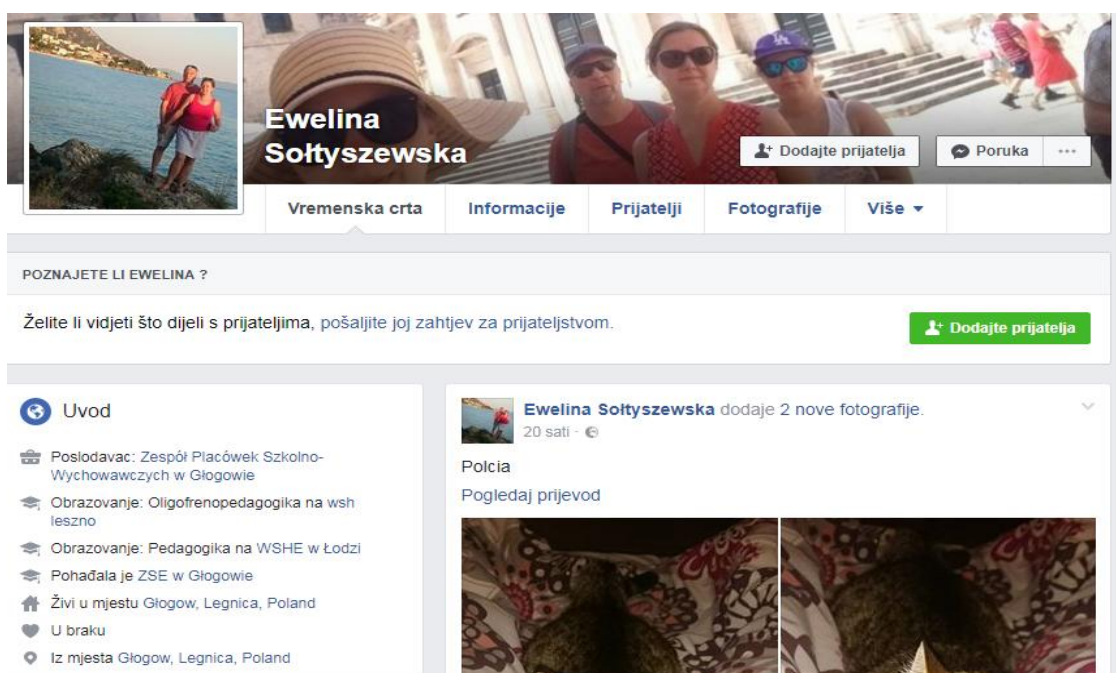 Ewelina
Sołtyszewska
Dodajte prijatelja
Poruka
Vremenska crta
Informacije
Prijatelji
Fotografije
Više
POZNAJETE LI EWELINA ?
Želite li vidjeti što dijeli s prijateljima, pošaljite joj zahtjev za prijateljstvom.
Dodajte prijatelja
Uvod
Poslodavac: Zespół Placówek Szkolno-
Wychowawczych w Głogowie
Obrazovanje: Oligofrenopedagogika na wsh
leszno
Obrazovanje: Pedagogika na WSHE w Łodzi
Pohađala je ZSE w Głogowie
Živi u mjestu Głogow, Legnica, Poland
U braku
Iz mjesta Głogow, Legnica, Poland
Ewelina Sołtyszewska dodaje 2 nove fotografije.
20 sati ·
Polcia
Pogledaj prijevod